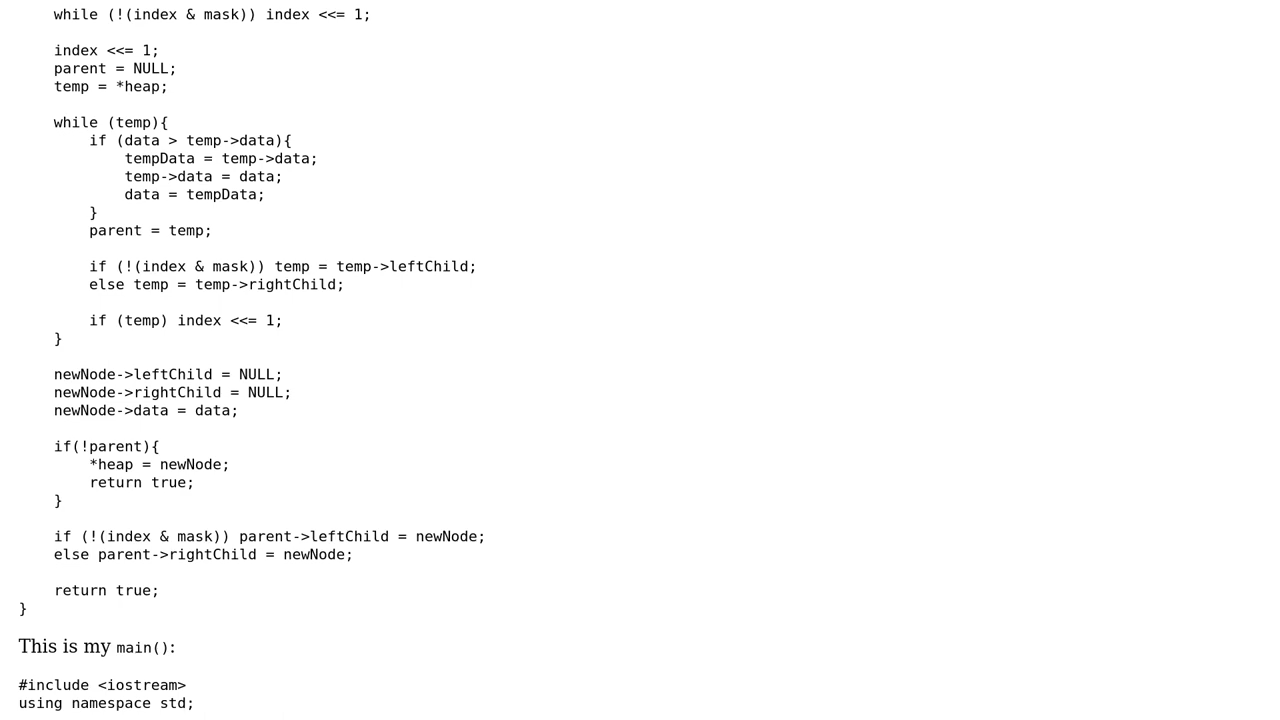 while (!(index & mask)) index <<= 1;
index <<= 1;
parent = NULL;
temp = *heap;
while (temp){
if (data > temp->data){
tempData = temp->data;
temp->data = data;
data = tempData;
}
parent = temp;
if (!(index & mask)) temp = temp->leftChild;
else temp = temp->rightChild;
if (temp) index <<= 1;
}
newNode->leftChild = NULL;
newNode->rightChild = NULL;
newNode->data = data;
if(!parent){
*heap = newNode;
return true;
}
if (!(index & mask)) parent->leftChild = newNode;
else parent->rightChild = newNode;
return true;
}
This is my main():
#include <iostream>
using namespace std;